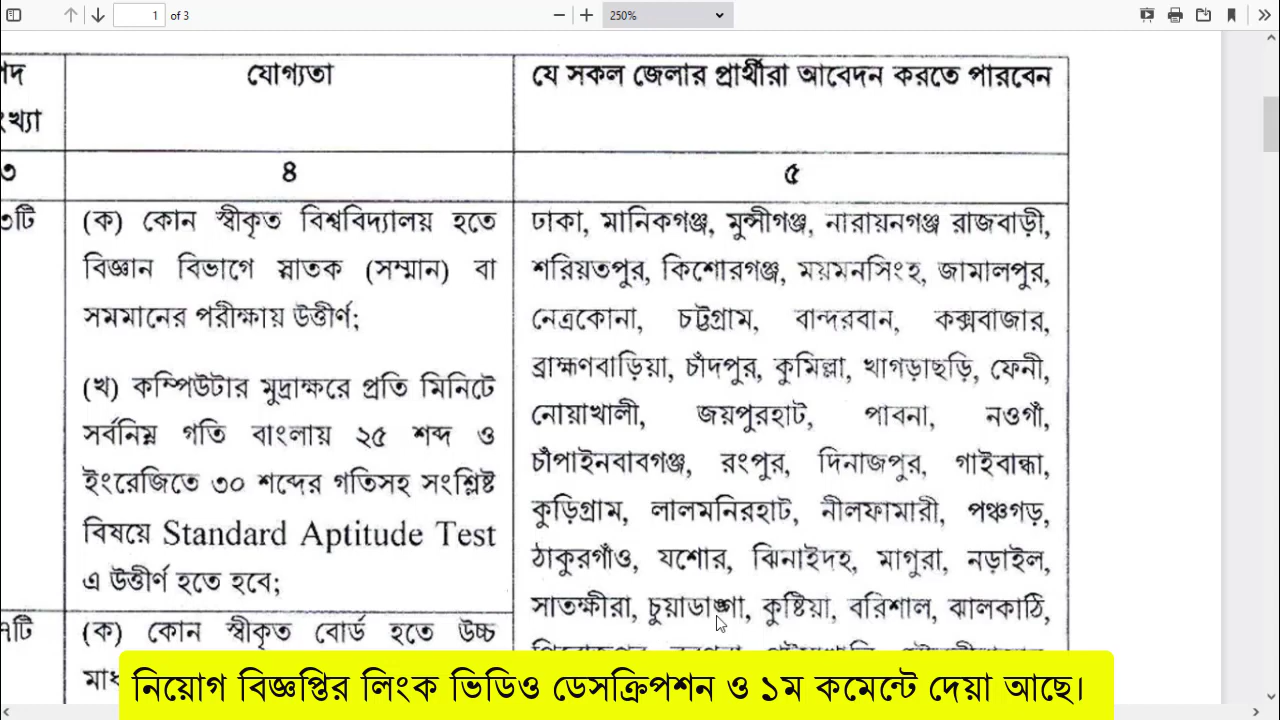 1 of 3
250%
যোগ্যতা
যে সকল জেলার প্রার্থীরা আবেদন করতে পারবেন
৪
৫
(ক) কোন স্বীকৃত বিশ্ববিদ্যালয় হতে
বিজ্ঞান বিভাগে স্নাতক (সম্মান) বা
সমমানের পরীক্ষায় উত্তীর্ণ;
(খ) কম্পিউটার মুদ্রাক্ষরে প্রতি মিনিটে
সর্বনিম্ন গতি বাংলায় ২৫ শব্দ ও
ইংরেজিতে ৩০ শব্দের গতিসহ সংশ্লিষ্ট
বিষয়ে Standard Aptitude Test
এ উত্তীর্ণ হতে হবে;
ঢাকা, মানিকগঞ্জ, মুন্সীগঞ্জ, নারায়নগঞ্জ রাজবাড়ী,
শরিয়তপুর, কিশোরগঞ্জ, ময়মনসিংহ, জামালপুর,
নেত্রকোনা, চট্টগ্রাম, বান্দরবান, কক্সবাজার,
ব্রাহ্মণবাড়িয়া, চাঁদপুর, কুমিল্লা, খাগড়াছড়ি, ফেনী,
নোয়াখালী, জয়পুরহাট, পাবনা, নওগাঁ,
চাঁপাইনবাবগঞ্জ, রংপুর, দিনাজপুর, গাইবান্ধা,
কুড়িগ্রাম, লালমনিরহাট, নীলফামারী, পঞ্চগড়,
ঠাকুরগাঁও, যশোর, ঝিনাইদহ, মাগুরা, নড়াইল,
সাতক্ষীরা, চুয়াডাঙ্গা, কুষ্টিয়া, বরিশাল, ঝালকাঠি,
(ক) কোন স্বীকৃত বোর্ড হতে উচ্চ
নিয়োগ বিজ্ঞপ্তির লিংক ভিডিও ডেসক্রিপশন ও ১ম কমেন্টে দেয়া আছে।